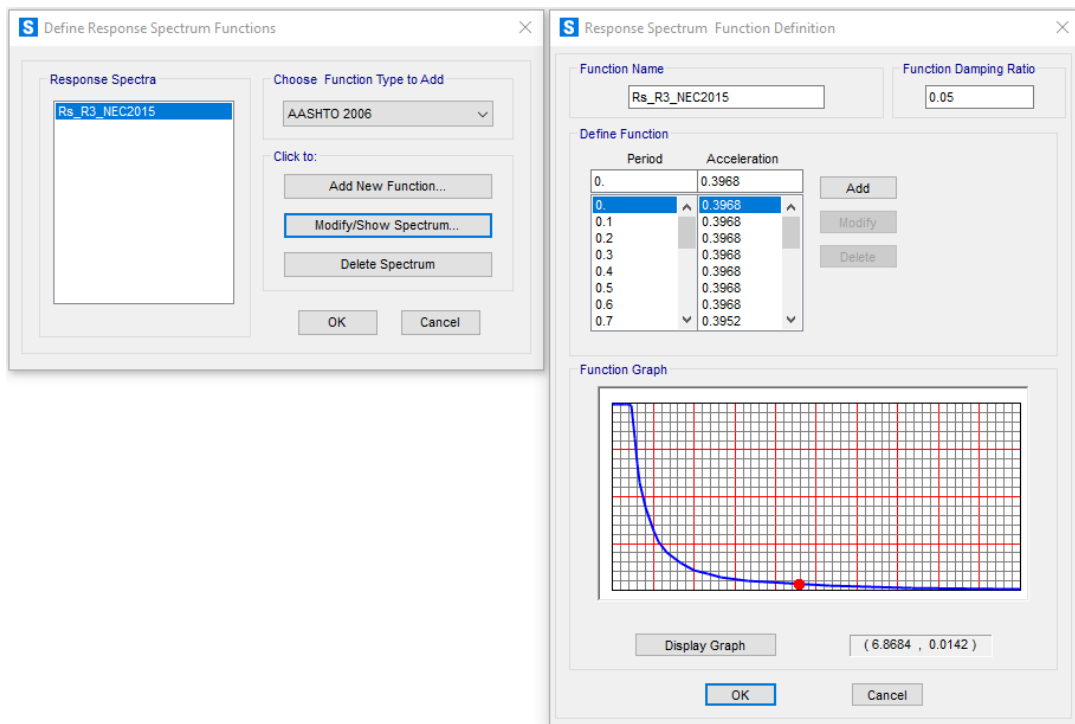 S Define Response Spectrum Functions
Response Spectra
Rs_R3_NEC2015
Choose Function Type to Add
AASHTO 2006
Click to:
Add New Function...
Modify/Show Spectrum...
Delete Spectrum
OK Cancel
S Response Spectrum Function Definition
Function Name
Rs_R3_NEC2015
Function Damping Ratio
0.05
Define Function
Period Acceleration
0. 0.3968
0. 0.3968
0.1 0.3968
0.2 0.3968
0.3 0.3968
0.4 0.3968
0.5 0.3968
0.6 0.3968
0.7 0.3952
Add
Modify
Delete
Function Graph
Display Graph ( 6.8684 , 0.0142 )
OK Cancel